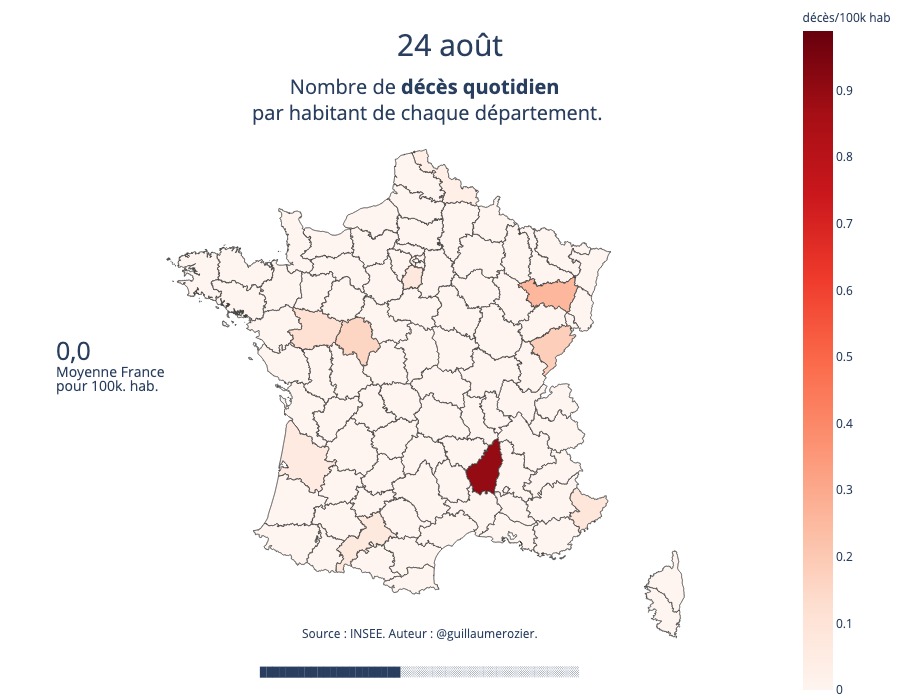 décès/100k hab
24 août
Nombre de décès quotidien
par habitant de chaque département.
0.9
0.8
0.7
0.6
0.5
0.4
0.3
0.2
0.1
0
0,0
Moyenne France
pour 100k. hab.
Source : INSEE. Auteur : @guillaumerozier.